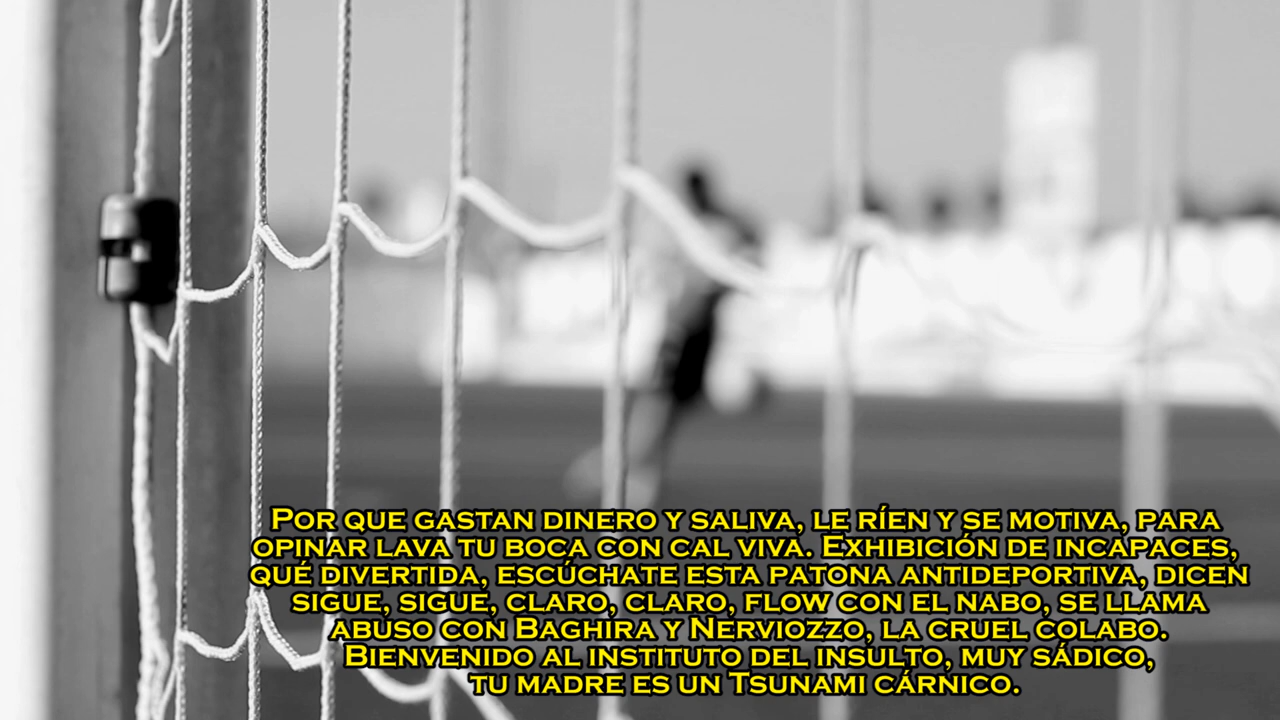 Por que gastan dinero y saliva, le ríen y se motiva, para
opinar lava tu boca con cal viva. Exhibición de incapaces,
qué divertida, escúchate esta patona antideportiva, dicen
sigue, sigue, claro, claro, flow con el nabo, se llama
abuso con Baghira y Nerviozzo, la cruel colabo.
Bienvenido al instituto del insulto, muy sádico,
tu madre es un Tsunami cárnico.